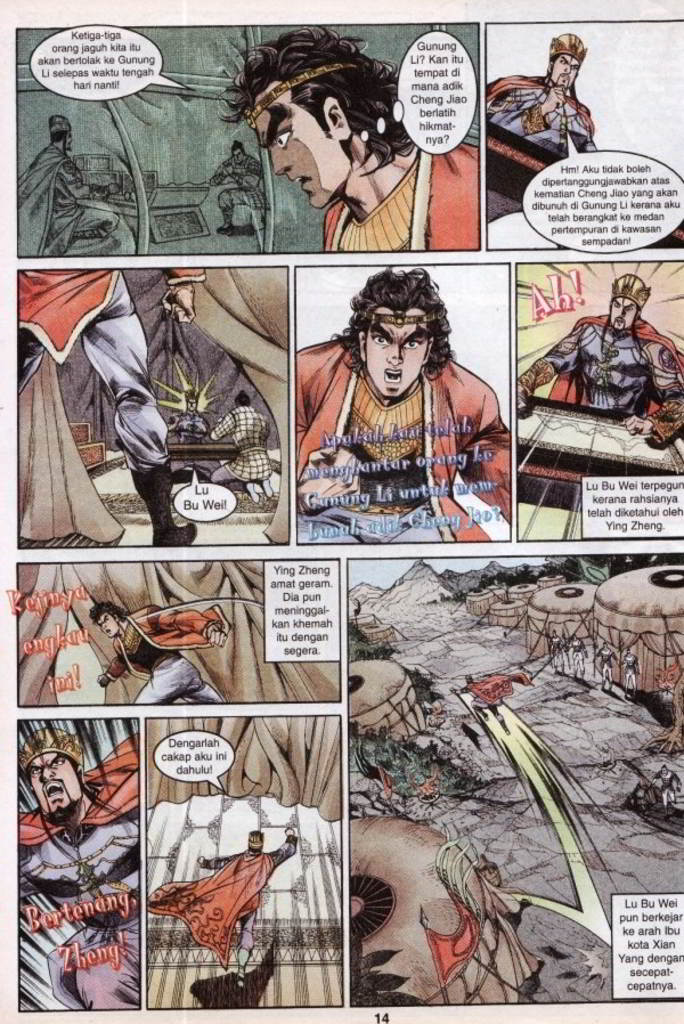 Ketiga-tiga
orang jaguh kita itu
akan bertolak ke Gunung
Li selepas waktu tengah
hari nanti!
Gunung
Li? Kan itu
tempat di
mana adik
Cheng Jiao
berlatih
hikmat-
nya?
Hm! Aku tidak boleh
dipertanggungjawabkan atas
kematian Cheng Jiao yang akan
dibunuh di Gunung Li kerana aku
telah berangkat ke medan
pertempuran di kawasan
sempadan!
Lu
Bu Wei!
Apakah kau telah
menghantar orang ke
Gunung Li untuk mem-
bunuh adik Cheng Jiao?
Ah!
Lu Bu Wei terpegun
kerana rahsianya
telah diketahui oleh
Ying Zheng.
Kejinya
engkau
ini!
Ying Zheng
amat geram.
Dia pun
meninggal-
kan khemah
itu dengan
segera.
Bertenang,
Zheng!
Dengarlah
cakap aku ini
dahulu!
Lu Bu Wei
pun berkejar
ke arah Ibu
kota Xian
Yang dengan
secepat-
cepatnya.
14